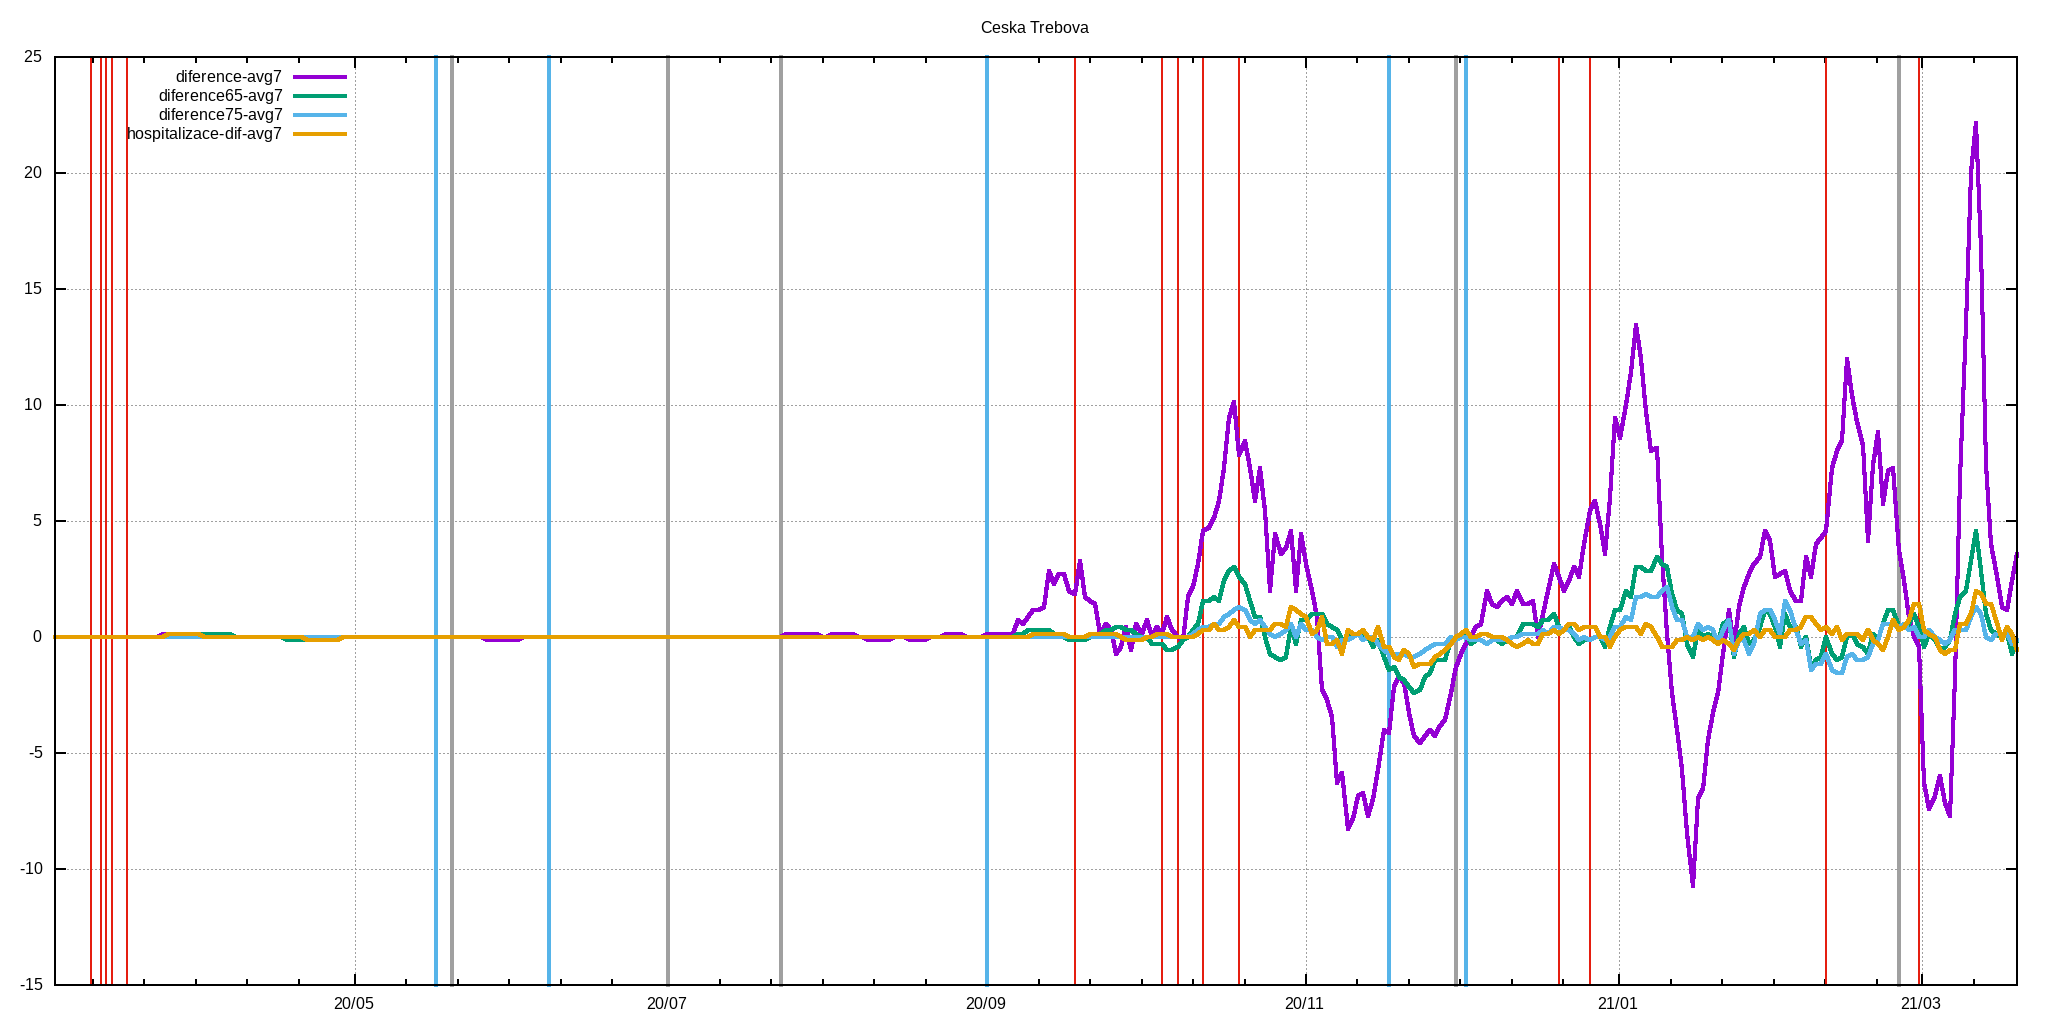 Ceska Trebova
25
20
15
10
5
0
-5
-10
-15
diference-avg7
diference65-avg7
diference75-avg7
hospitalizace-dif-avg7
20/05 20/07 20/09 20/11 21/01 21/03